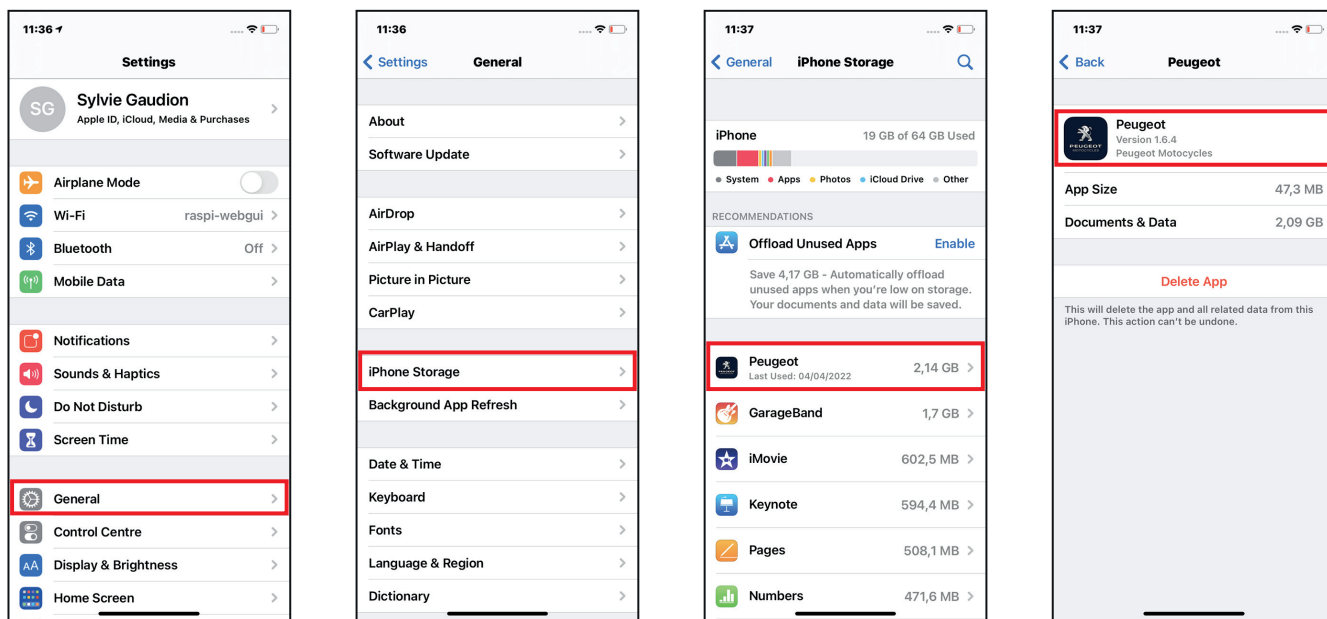 11:36
Settings
SG
Sylvie Gaudion
Apple ID, iCloud, Media & Purchases
Airplane Mode
Wi-Fi raspi-webgui
Bluetooth Off
Mobile Data
Notifications
Sounds & Haptics
Do Not Disturb
Screen Time
General
Control Centre
AA Display & Brightness
Home Screen
11:36
Settings General
About
Software Update
AirDrop
AirPlay & Handoff
Picture in Picture
CarPlay
iPhone Storage
Background App Refresh
Date & Time
Keyboard
Fonts
Language & Region
Dictionary
11:37
General iPhone Storage
iPhone 19 GB of 64 GB Used
System Apps Photos iCloud Drive Other
RECOMMENDATIONS
Offload Unused Apps Enable
Save 4,17 GB – Automatically offload
unused apps when you're low on storage.
Your documents and data will be saved.
Peugeot 2,14 GB
Last Used: 04/04/2022
GarageBand 1,7 GB
iMovie 602,5 MB
Keynote 594,4 MB
Pages 508,1 MB
Numbers 471,6 MB
11:37
Back Peugeot
PEUGEOT
Peugeot
Version 1.6.4
Peugeot Motocycles
App Size 47,3 MB
Documents & Data 2,09 GB
Delete App
This will delete the app and all related data from this
iPhone. This action can't be undone.